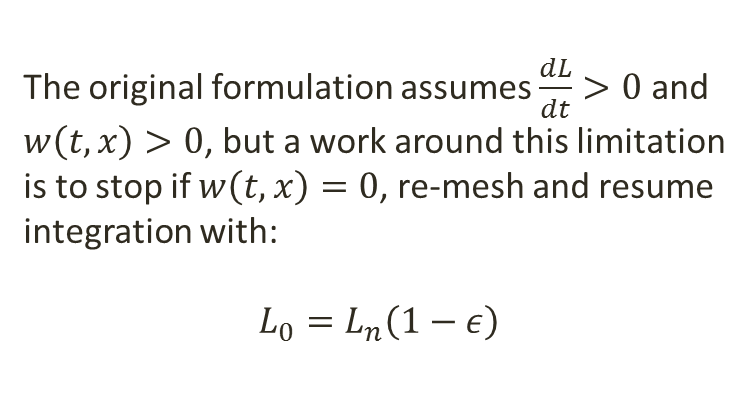 The original formulation assumes dL/dt > 0 and
w(t, x) > 0, but a work around this limitation
is to stop if w(t, x) = 0, re-mesh and resume
integration with:
L₀ = Lₙ(1 − ϵ)